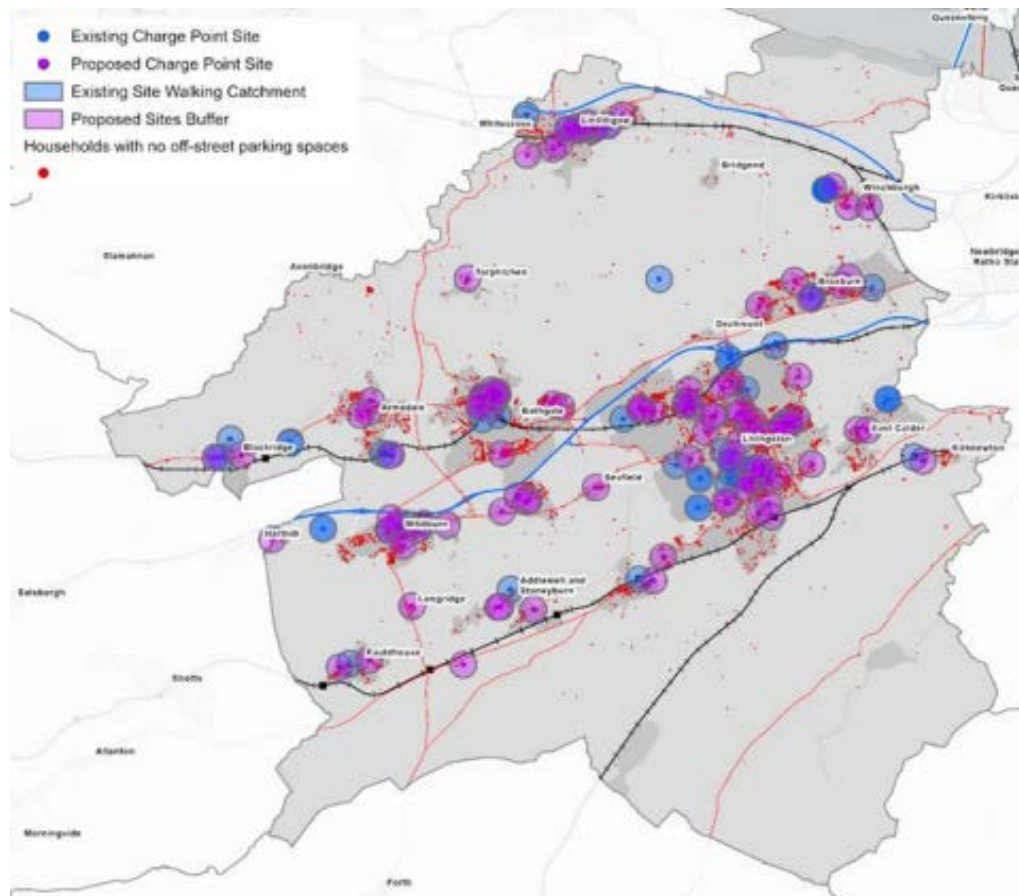 Existing Charge Point Site
Proposed Charge Point Site
Existing Site Walking Catchment
Proposed Sites Buffer
Households with no off-street parking spaces
Queensferry
Whitecross
Linlithgow
Bridgend
Winchburgh
Slamannan
Avonbridge
Torphichen
Newbridge
Broxburn
Dechmont
Armadale
Bathgate
Livingston
East Calder
Kirknewton
Blackridge
Seafield
Harthill
Whitburn
Salsburgh
Addiewell and
Stoneyburn
Longridge
Fauldhouse
Shotts
Allanton
Morningside
Forth